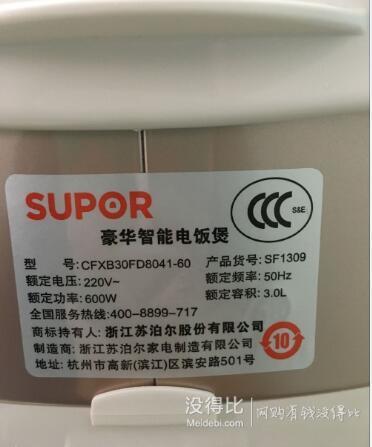 SUPOR
CCC S&E
豪华智能电饭煲
型 号:CFXB30FD8041-60 产品货号:SF1309
额定电压:220V~ 额定频率:50Hz
额定功率:600W 额定容积:3.0L
全国服务热线:400-8899-717
商标持有人:浙江苏泊尔股份有限公司
制造商:浙江苏泊尔家电制造有限公司
地址:杭州市高新(滨江)区滨安路501号
10
没得比
Meidebi.com
网购有钱没得比